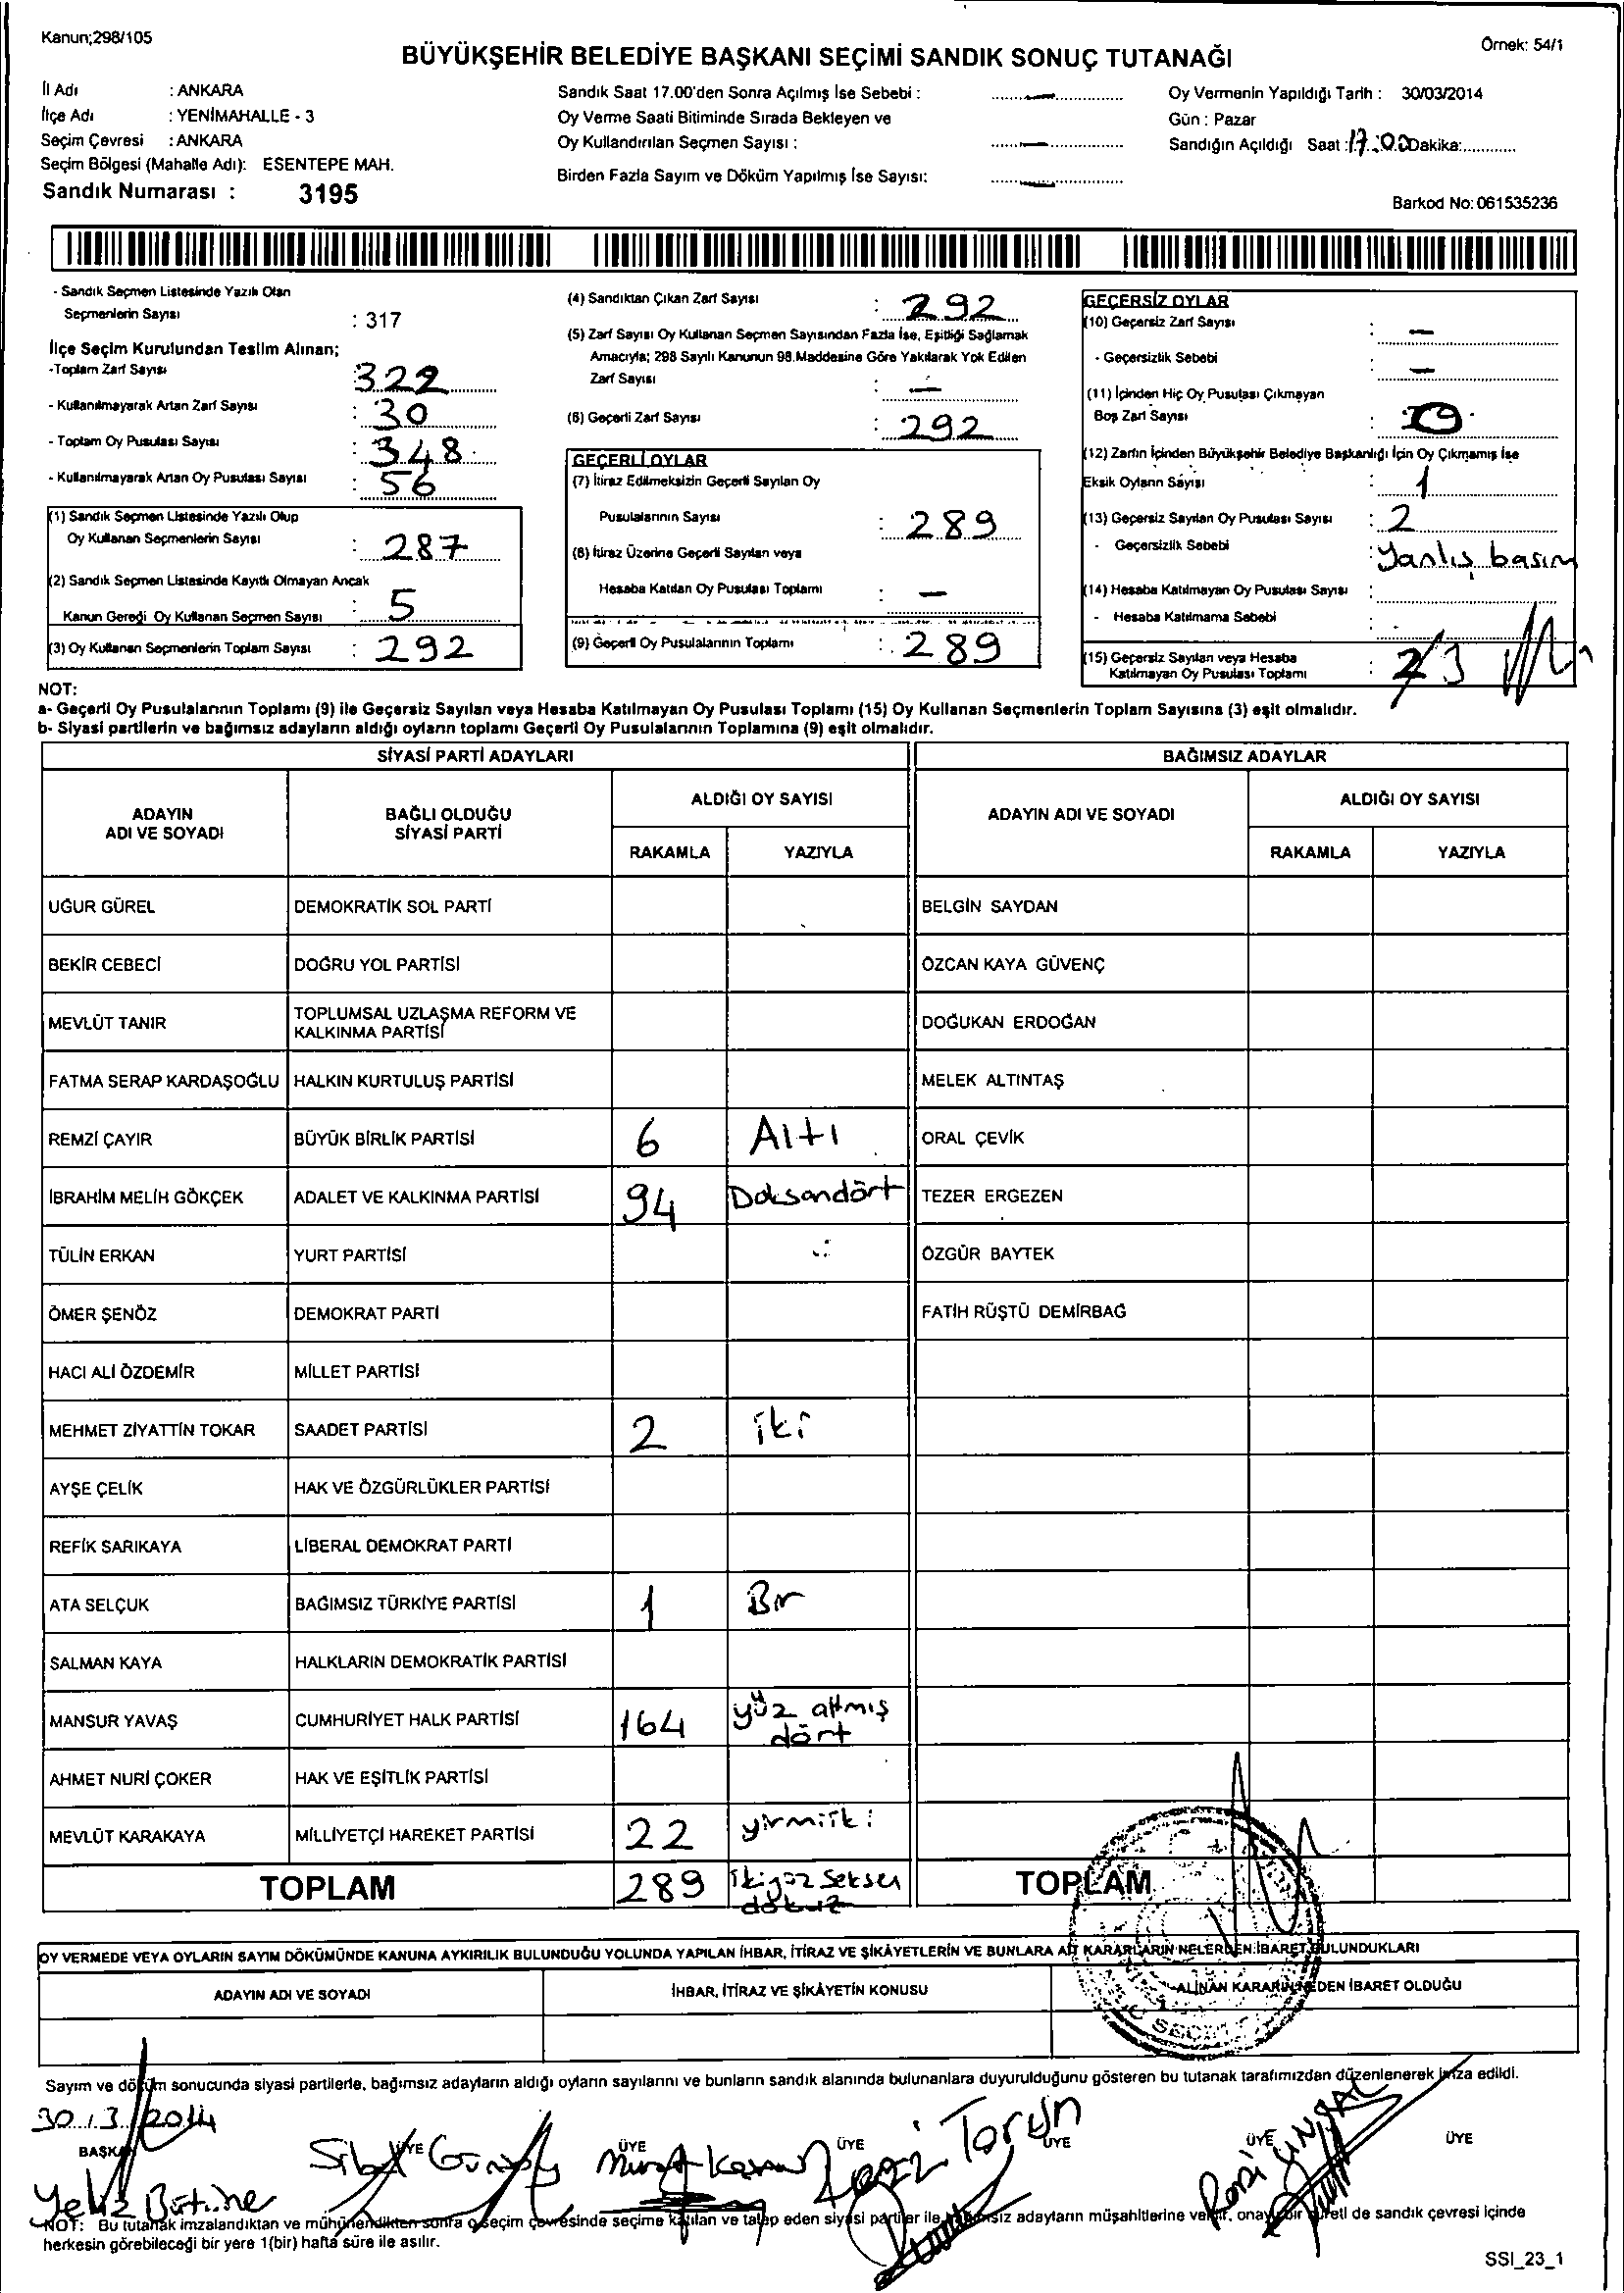 Kanun;298/105
Örnek: 54/1
BÜYÜKŞEHİR BELEDİYE BAŞKANI SEÇİMİ SANDIK SONUÇ TUTANAĞI
İl Adı : ANKARA
İlçe Adı : YENİMAHALLE - 3
Seçim Çevresi : ANKARA
Seçim Bölgesi (Mahalle Adı): ESENTEPE MAH.
Sandık Numarası : 3195
Sandık Saat 17.00'den Sonra Açılmış İse Sebebi : —
Oy Verme Saati Bitiminde Sırada Bekleyen ve
Oy Kullandırılan Seçmen Sayısı : —
Birden Fazla Sayım ve Döküm Yapılmış İse Sayısı: —
Oy Vermenin Yapıldığı Tarih : 30/03/2014
Gün : Pazar
Sandığın Açıldığı Saat : 17.00 Dakika:
Barkod No: 061535236
- Sandık Seçmen Listesinde Yazılı Olan
Seçmenlerin Sayısı : 317
İlçe Seçim Kurulundan Teslim Alınan;
-Toplam Zarf Sayısı : 322
- Kullanılmayarak Artan Zarf Sayısı : 30
- Toplam Oy Pusulası Sayısı : 348
- Kullanılmayarak Artan Oy Pusulası Sayısı : 56
(1) Sandık Seçmen Listesinde Yazılı Olup
Oy Kullanan Seçmenlerin Sayısı : 287
(2) Sandık Seçmen Listesinde Kayıtlı Olmayan Ancak
Kanun Gereği Oy Kullanan Seçmen Sayısı : 5
(3) Oy Kullanan Seçmenlerin Toplam Sayısı : 292
(4) Sandıktan Çıkan Zarf Sayısı : 292
(5) Zarf Sayısı Oy Kullanan Seçmen Sayısından Fazla İse, Eşitliği Sağlamak
Amacıyla; 298 Sayılı Kanunun 98.Maddesine Göre Yakılarak Yok Edilen
Zarf Sayısı : —
(6) Geçerli Zarf Sayısı : 292
GEÇERLİ OYLAR
(7) İtiraz Edilmeksizin Geçerli Sayılan Oy
Pusulalarının Sayısı : 289
(8) İtiraz Üzerine Geçerli Sayılan veya
Hesaba Katılan Oy Pusulası Toplamı : —
(9) Geçerli Oy Pusulalarının Toplamı : 289
GEÇERSİZ OYLAR
(10) Geçersiz Zarf Sayısı : —
- Geçersizlik Sebebi : —
(11) İçinden Hiç Oy Pusulası Çıkmayan
Boş Zarf Sayısı :
(12) Zarfın İçinden Büyükşehir Belediye Başkanlığı İçin Oy Çıkmamış İse
Eksik Oyların Sayısı : 1
(13) Geçersiz Sayılan Oy Pusulası Sayısı : 2
- Geçersizlik Sebebi : Yanlış basım
(14) Hesaba Katılmayan Oy Pusulası Sayısı :
- Hesaba Katılmama Sebebi :
(15) Geçersiz Sayılan veya Hesaba
Katılmayan Oy Pusulası Toplamı : 2 3
NOT:
a- Geçerli Oy Pusulalarının Toplamı (9) ile Geçersiz Sayılan veya Hesaba Katılmayan Oy Pusulası Toplamı (15) Oy Kullanan Seçmenlerin Toplam Sayısına (3) eşit olmalıdır.
b- Siyasi partilerin ve bağımsız adayların aldığı oyların toplamı Geçerli Oy Pusulalarının Toplamına (9) eşit olmalıdır.
SİYASİ PARTİ ADAYLARI BAĞIMSIZ ADAYLAR
ADAYIN ADI VE SOYADI BAĞLI OLDUĞU SİYASİ PARTİ ALDIĞI OY SAYISI ADAYIN ADI VE SOYADI ALDIĞI OY SAYISI
RAKAMLA YAZIYLA RAKAMLA YAZIYLA
UĞUR GÜREL DEMOKRATİK SOL PARTİ BELGİN SAYDAN
BEKİR CEBECİ DOĞRU YOL PARTİSİ ÖZCAN KAYA GÜVENÇ
MEVLÜT TANIR TOPLUMSAL UZLAŞMA REFORM VE KALKINMA PARTİSİ DOĞUKAN ERDOĞAN
FATMA SERAP KARDAŞOĞLU HALKIN KURTULUŞ PARTİSİ MELEK ALTINTAŞ
REMZİ ÇAYIR BÜYÜK BİRLİK PARTİSİ 6 Altı ORAL ÇEVİK
İBRAHİM MELİH GÖKÇEK ADALET VE KALKINMA PARTİSİ 94 Doksandört TEZER ERGEZEN
TÜLİN ERKAN YURT PARTİSİ ÖZGÜR BAYTEK
ÖMER ŞENÖZ DEMOKRAT PARTİ FATİH RÜŞTÜ DEMİRBAĞ
HACI ALİ ÖZDEMİR MİLLET PARTİSİ
MEHMET ZİYATTİN TOKAR SAADET PARTİSİ 2 iki
AYŞE ÇELİK HAK VE ÖZGÜRLÜKLER PARTİSİ
REFİK SARIKAYA LİBERAL DEMOKRAT PARTİ
ATA SELÇUK BAĞIMSIZ TÜRKİYE PARTİSİ 1 Bir
SALMAN KAYA HALKLARIN DEMOKRATİK PARTİSİ
MANSUR YAVAŞ CUMHURİYET HALK PARTİSİ 164 yüz altmış dört
AHMET NURİ ÇOKER HAK VE EŞİTLİK PARTİSİ
MEVLÜT KARAKAYA MİLLİYETÇİ HAREKET PARTİSİ 22 yirmiiki
TOPLAM 289 ikiyüz seksen dokuz TOPLAM
OY VERMEDE VEYA OYLARIN SAYIM DÖKÜMÜNDE KANUNA AYKIRILIK BULUNDUĞU YOLUNDA YAPILAN İHBAR, İTİRAZ VE ŞİKÂYETLERİN VE BUNLARA AİT KARARLARIN NELERDEN İBARET BULUNDUKLARI
ADAYIN ADI VE SOYADI İHBAR, İTİRAZ VE ŞİKÂYETİN KONUSU ALINAN KARARIN NEDEN İBARET OLDUĞU
Sayım ve döküm sonucunda siyasi partilerle, bağımsız adayların aldığı oyların sayılarını ve bunların sandık alanında bulunanlara duyurulduğunu gösteren bu tutanak tarafımızdan düzenlenerek imza edildi.
30.3.2014
BAŞKAN ÜYE ÜYE ÜYE ÜYE ÜYE ÜYE
Torun
NOT: Bu tutanak imzalandıktan ve mühürlendikten sonra o seçim çevresinde seçime katılan ve talep eden siyasi partiler ile bağımsız adayların müşahitlerine verilir, onaylı bir sureti de sandık çevresi içinde
herkesin görebileceği bir yere 1(bir) hafta süre ile asılır.
SSI_23_1